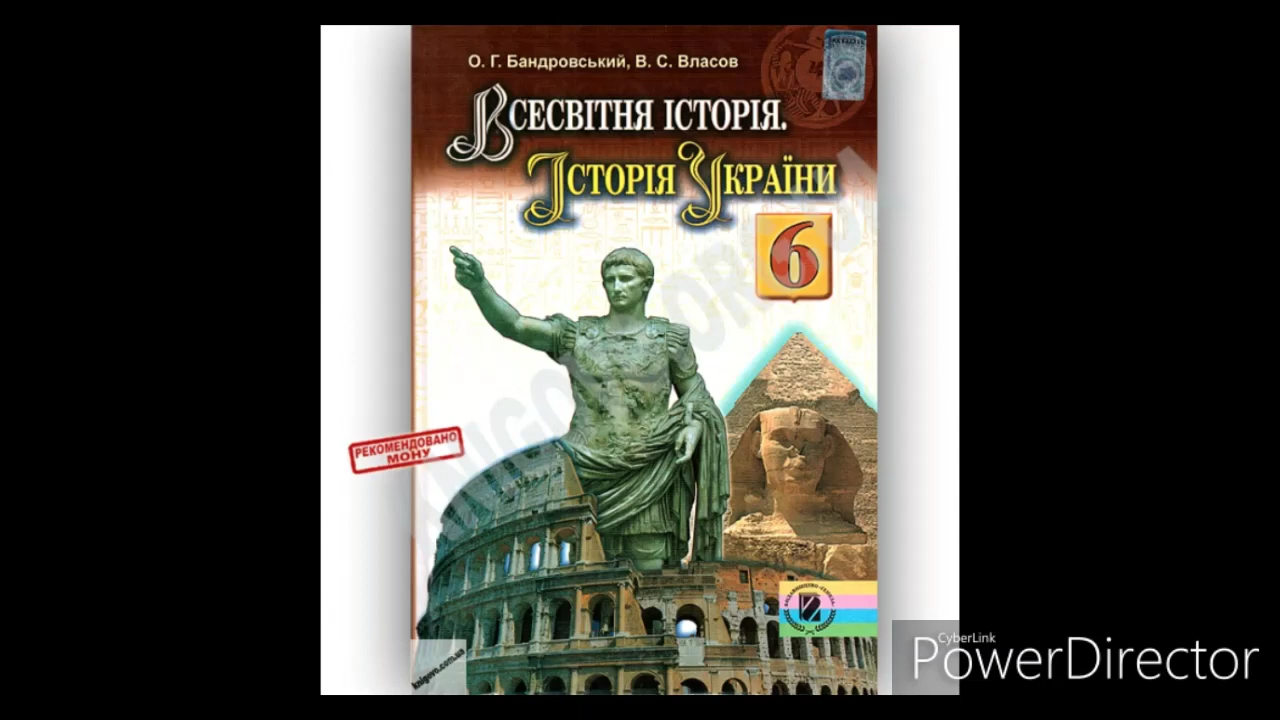 О. Г. Бандровський, В. С. Власов
ВСЕСВІТНЯ ІСТОРІЯ.
ІСТОРІЯ УКРАЇНИ
6
РЕКОМЕНДОВАНО
МОНУ
knigovo.com.ua
CyberLink
PowerDirector